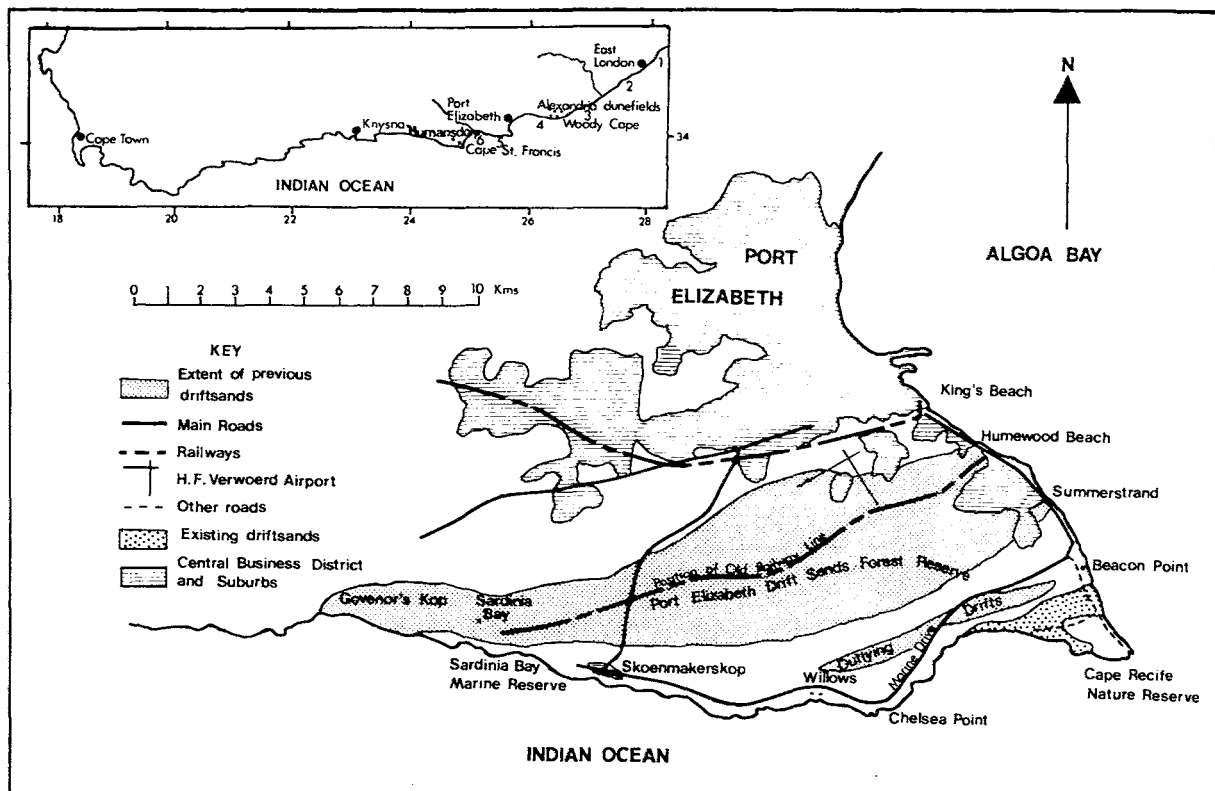 East
London
1
2
Port
Elizabeth
Alexandria dunefields
3
4
Woody Cape
Knysna
Humansdorp
6
Cape St. Francis
Cape Town
34
INDIAN OCEAN
18 20 22 24 26 28
N
ALGOA BAY
PORT
ELIZABETH
0 1 2 3 4 5 6 7 8 9 10 Kms
KEY
Extent of previous
driftsands
Main Roads
Railways
H.F. Verwoerd Airport
Other roads
Existing driftsands
Central Business District
and Suburbs
King's Beach
Humewood Beach
Summerstrand
Beacon Point
Portion of Old Railway Line
Port Elizabeth Drift Sands Forest Reserve
Govenor's Kop
Sardinia
Bay
Drifts
Driftying
Marine Drive
Sardinia Bay
Marine Reserve
Skoenmakerskop
Willows
Cape Recife
Nature Reserve
Chelsea Point
INDIAN OCEAN